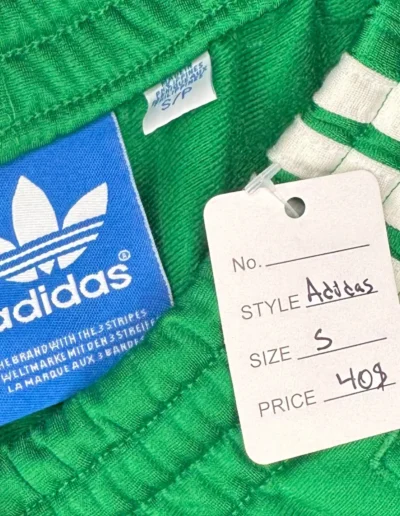 S/P
adidas®
THE BRAND WITH THE 3 STRIPES
WELTMARKE MIT DEN 3 STREIFEN
LA MARQUE AUX 3 BANDES
No.
STYLE Adidas
SIZE S
PRICE 40$